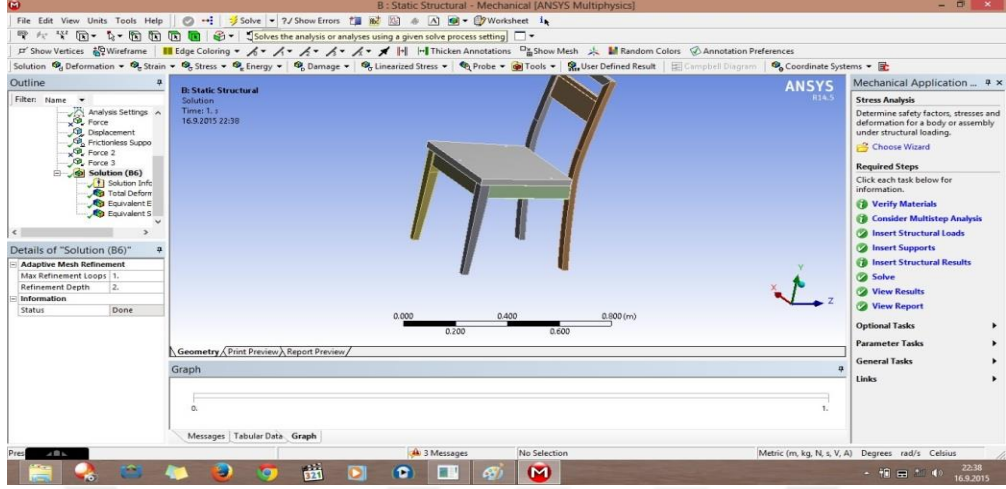 B : Static Structural - Mechanical [ANSYS Multiphysics]
File Edit View Units Tools Help Solve ?/ Show Errors Worksheet
Solves the analysis or analyses using a given solve process setting
Show Vertices Wireframe Edge Coloring Thicken Annotations Show Mesh Random Colors Annotation Preferences
Solution Deformation Strain Stress Energy Damage Linearized Stress Probe Tools User Defined Result Campbell Diagram Coordinate Systems
Outline
Filter: Name
Analysis Settings
Force
Displacement
Frictionless Suppo
Force 2
Force 3
Solution (B6)
Solution Info
Total Deform
Equivalent E
Equivalent S
Details of "Solution (B6)"
Adaptive Mesh Refinement
Max Refinement Loops 1.
Refinement Depth 2.
Information
Status Done
B: Static Structural
Solution
Time: 1. s
16.9.2015 22:38
ANSYS
R14.5
Y
X
Z
0.000 0.400 0.800 (m)
0.200 0.600
Geometry Print Preview Report Preview
Graph
0. 1.
Messages Tabular Data Graph
Mechanical Application ...
Stress Analysis
Determine safety factors, stresses and
deformation for a body or assembly
under structural loading.
Choose Wizard
Required Steps
Click each task below for
information.
Verify Materials
Consider Multistep Analysis
Insert Structural Loads
Insert Supports
Insert Structural Results
Solve
View Results
View Report
Optional Tasks
Parameter Tasks
General Tasks
Links
Pres 3 Messages No Selection Metric (m, kg, N, s, V, A) Degrees rad/s Celsius
22:38
16.9.2015